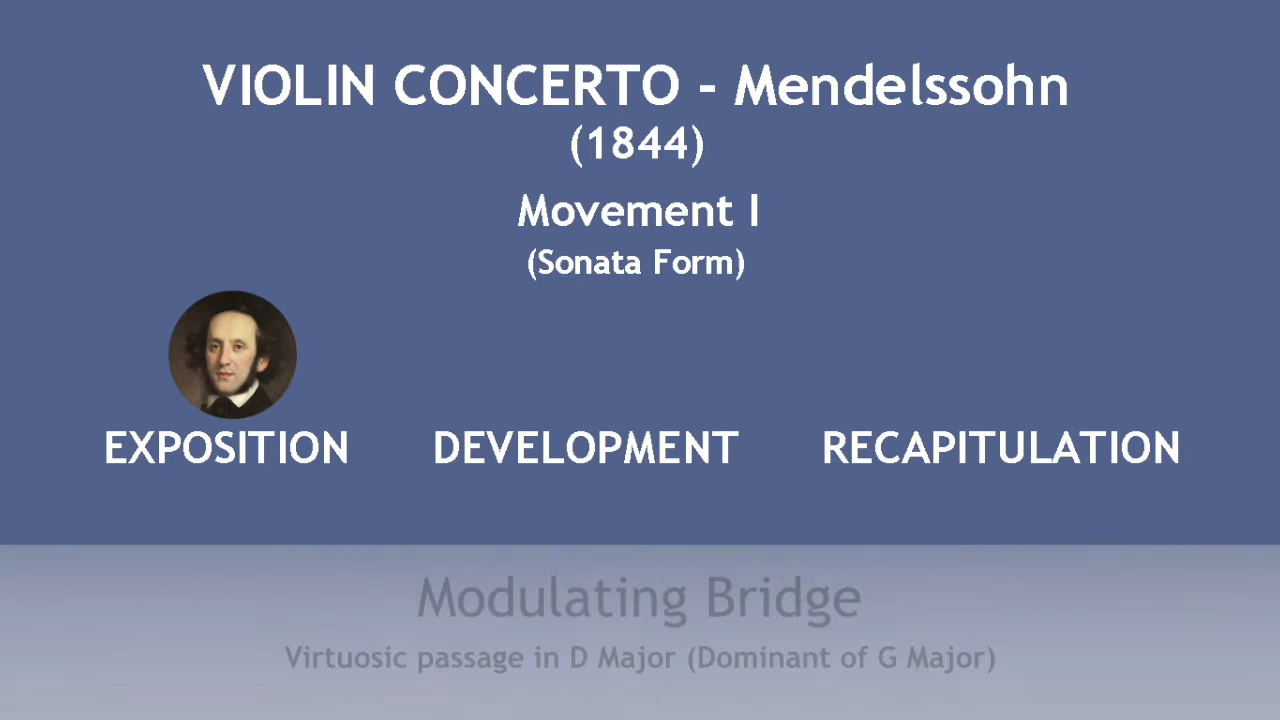 VIOLIN CONCERTO - Mendelssohn
(1844)
Movement I
(Sonata Form)
EXPOSITION DEVELOPMENT RECAPITULATION
Modulating Bridge
Virtuosic passage in D Major (Dominant of G Major)